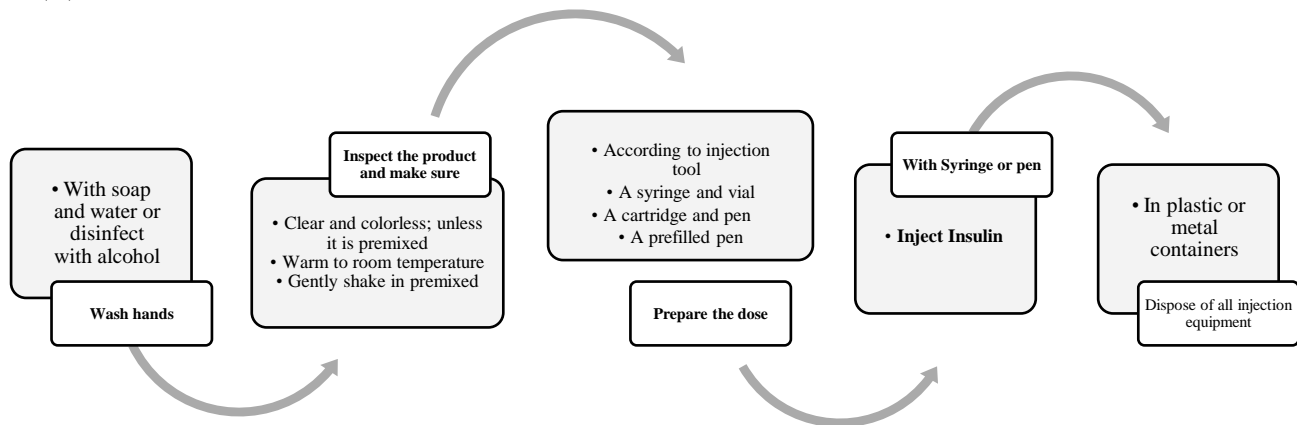 • With soap
and water or
disinfect
with alcohol
Wash hands
Inspect the product
and make sure
• Clear and colorless; unless
it is premixed
• Warm to room temperature
• Gently shake in premixed
• According to injection
tool
• A syringe and vial
• A cartridge and pen
• A prefilled pen
Prepare the dose
With Syringe or pen
• Inject Insulin
• In plastic or
metal
containers
Dispose of all injection
equipment